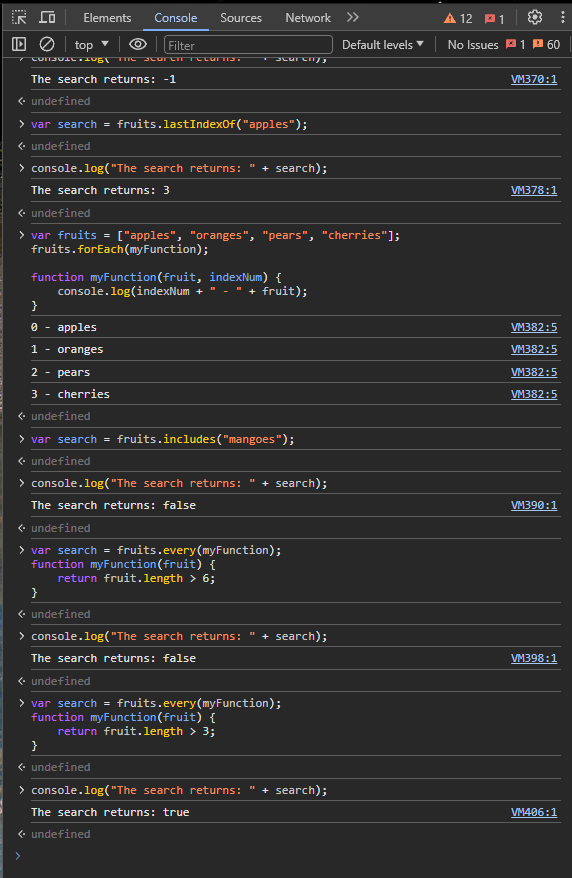 Elements Console Sources Network >> 12 1
top Filter Default levels No Issues 1 60
console.log("The search returns: " + search);
The search returns: -1 VM370:1
undefined
var search = fruits.lastIndexOf("apples");
undefined
console.log("The search returns: " + search);
The search returns: 3 VM378:1
undefined
var fruits = ["apples", "oranges", "pears", "cherries"];
fruits.forEach(myFunction);
function myFunction(fruit, indexNum) {
console.log(indexNum + " - " + fruit);
}
0 - apples VM382:5
1 - oranges VM382:5
2 - pears VM382:5
3 - cherries VM382:5
undefined
var search = fruits.includes("mangoes");
undefined
console.log("The search returns: " + search);
The search returns: false VM390:1
undefined
var search = fruits.every(myFunction);
function myFunction(fruit) {
return fruit.length > 6;
}
undefined
console.log("The search returns: " + search);
The search returns: false VM398:1
undefined
var search = fruits.every(myFunction);
function myFunction(fruit) {
return fruit.length > 3;
}
undefined
console.log("The search returns: " + search);
The search returns: true VM406:1
undefined